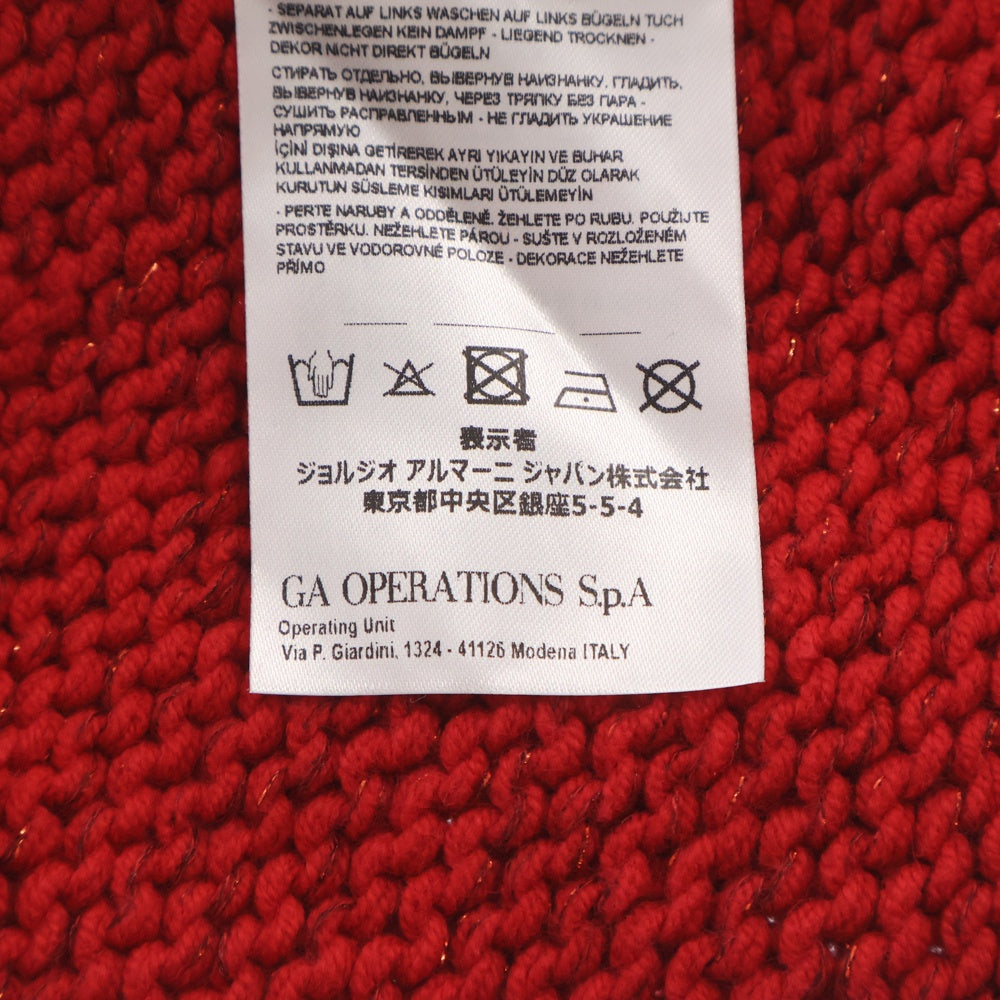 - SEPARAT AUF LINKS WASCHEN AUF LINKS BÜGELN TUCH
ZWISCHENLEGEN KEIN DAMPF - LIEGEND TROCKNEN -
DEKOR NICHT DIREKT BÜGELN
СТИРАТЬ ОТДЕЛЬНО, ВЫВЕРНУВ НАИЗНАНКУ, ГЛАДИТЬ,
ВЫВЕРНУВ НАИЗНАНКУ, ЧЕРЕЗ ТРЯПКУ БЕЗ ПАРА -
СУШИТЬ РАСПРАВЛЕННЫМ - НЕ ГЛАДИТЬ УКРАШЕНИЕ
НАПРЯМУЮ
İÇİNİ DIŞINA GETİREREK AYRI YIKAYIN VE BUHAR
KULLANMADAN TERSİNDEN ÜTÜLEYİN DÜZ OLARAK
KURUTUN SÜSLEME KISIMLARI ÜTÜLEMEYİN
- PERTE NARUBY A ODDĚLENĚ. ŽEHLETE PO RUBU. POUŽIJTE
PROSTĚRKU. NEŽEHLETE PÁROU - SUŠTE V ROZLOŽENÉM
STAVU VE VODOROVNÉ POLOZE - DEKORACE NEŽEHLETE
PŘÍMO
表示者
ジョルジオ アルマーニ ジャパン株式会社
東京都中央区銀座5-5-4
GA OPERATIONS S.p.A
Operating Unit
Via P. Giardini, 1324 - 41126 Modena ITALY